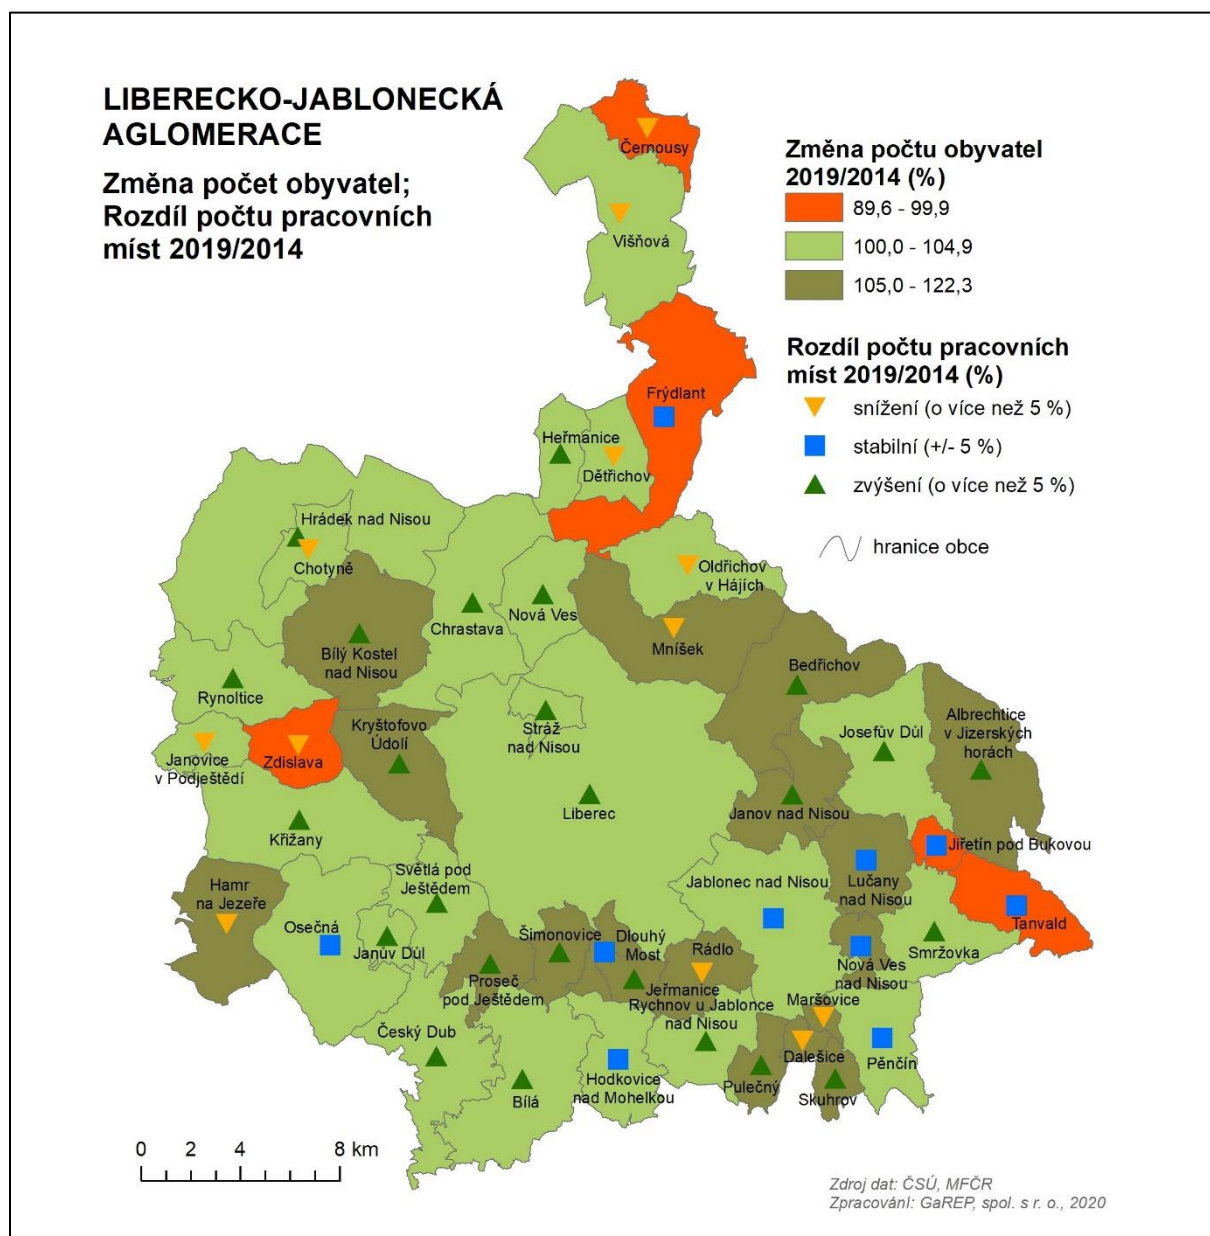 LIBERECKO-JABLONECKÁ
AGLOMERACE
Změna počet obyvatel;
Rozdíl počtu pracovních
míst 2019/2014
Změna počtu obyvatel
2019/2014 (%)
89,6 - 99,9
100,0 - 104,9
105,0 - 122,3
Rozdíl počtu pracovních
míst 2019/2014 (%)
snížení (o více než 5 %)
stabilní (+/- 5 %)
zvýšení (o více než 5 %)
hranice obce
Černousy
Višňová
Frýdlant
Heřmanice
Dětřichov
Hrádek nad Nisou
Chotyně
Oldřichov
v Hájích
Chrastava
Nová Ves
Mníšek
Bílý Kostel
nad Nisou
Bedřichov
Rynoltice
Albrechtice
v Jizerských
horách
Kryštofovo
Údolí
Stráž
nad Nisou
Josefův Důl
Janovice
v Podještědí
Zdislava
Liberec
Janov nad Nisou
Křižany
Jiřetín pod Bukovou
Světlá pod
Ještědem
Jablonec nad Nisou
Lučany
nad Nisou
Hamr
na Jezeře
Osečná
Janův Důl
Šimonovice
Dlouhý
Most
Rádlo
Tanvald
Smržovka
Nová Ves
nad Nisou
Proseč
pod Ještědem
Jeřmanice
Rychnov u Jablonce
nad Nisou
Maršovice
Český Dub
Dalešice
Pěnčín
Hodkovice
nad Mohelkou
Pulečný
Skuhrov
Bílá
0 4 8 km
Zdroj dat: ČSÚ, MFČR
Zpracování: GaREP, spol. s r. o., 2020